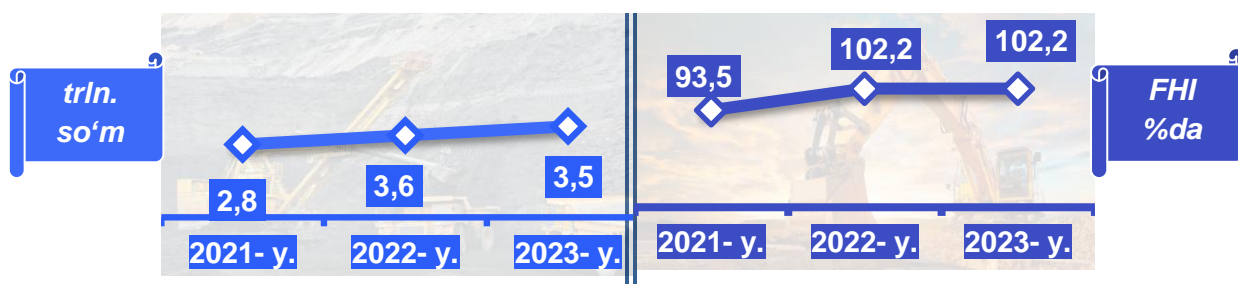 trln.
so‘m
2,8
3,6
3,5
2021- y.
2022- y.
2023- y.
93,5
102,2
102,2
2021- y.
2022- y.
2023- y.
FHI
%da